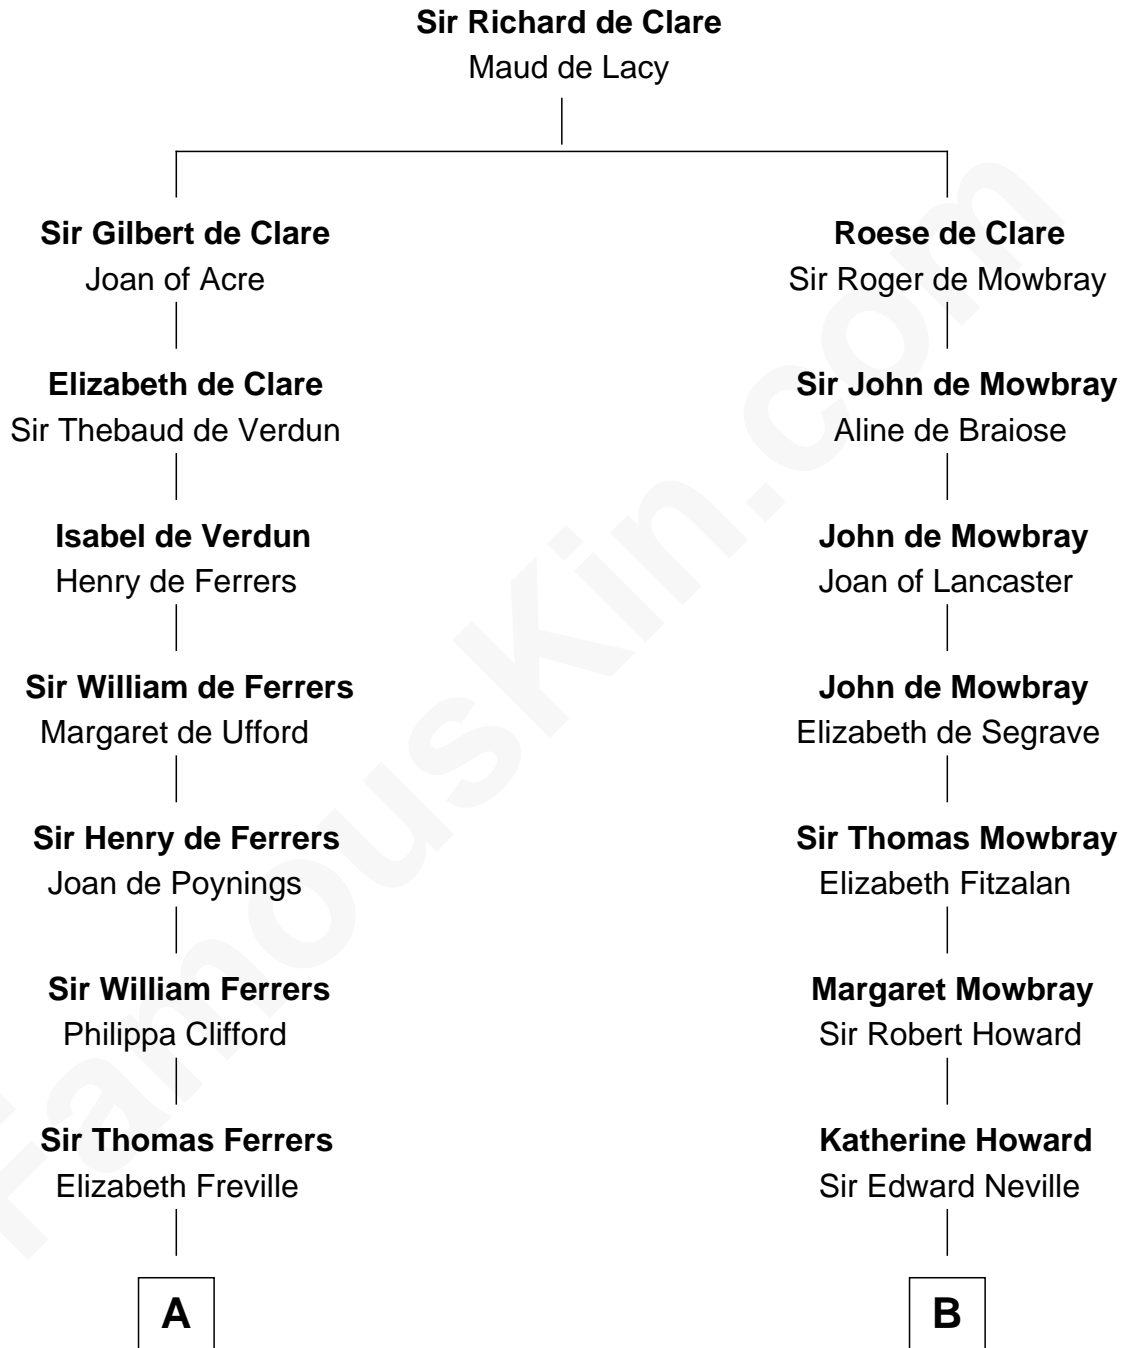 Sir Richard de Clare
Maud de Lacy
Sir Gilbert de Clare
Joan of Acre
Roese de Clare
Sir Roger de Mowbray
Elizabeth de Clare
Sir Thebaud de Verdun
Sir John de Mowbray
Aline de Braiose
Isabel de Verdun
Henry de Ferrers
John de Mowbray
Joan of Lancaster
Sir William de Ferrers
Margaret de Ufford
John de Mowbray
Elizabeth de Segrave
Sir Henry de Ferrers
Joan de Poynings
Sir Thomas Mowbray
Elizabeth Fitzalan
Sir William Ferrers
Philippa Clifford
Margaret Mowbray
Sir Robert Howard
Sir Thomas Ferrers
Elizabeth Freville
Katherine Howard
Sir Edward Neville
A
B
FamousKin.com